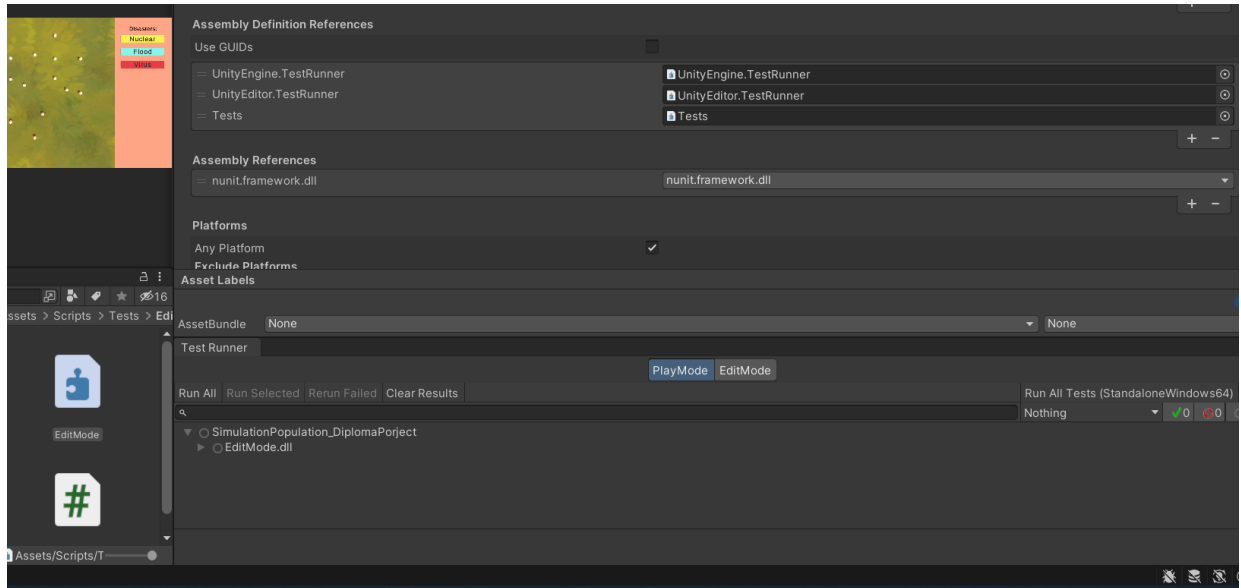 Disasters:
Nuclear
Flood
Virus
Assembly Definition References
Use GUIDs
UnityEngine.TestRunner UnityEngine.TestRunner
UnityEditor.TestRunner UnityEditor.TestRunner
Tests Tests
+ −
Assembly References
nunit.framework.dll nunit.framework.dll
+ −
Platforms
Any Platform
Exclude Platforms
Asset Labels
16
ssets > Scripts > Tests > Edi
AssetBundle None None
Test Runner
PlayMode EditMode
Run All Run Selected Rerun Failed Clear Results Run All Tests (StandaloneWindows64)
Nothing 0 0
SimulationPopulation_DiplomaPorject
EditMode.dll
EditMode
#
Assets/Scripts/T